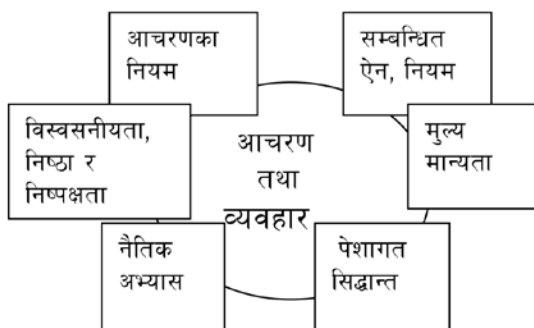 आचरणका
नियम
सम्बन्धित
ऐन, नियम
विस्वसनीयता,
निष्ठा र
निष्पक्षता
आचरण
तथा
व्यवहार
मुल्य
मान्यता
नैतिक
अभ्यास
पेशागत
सिद्धान्त